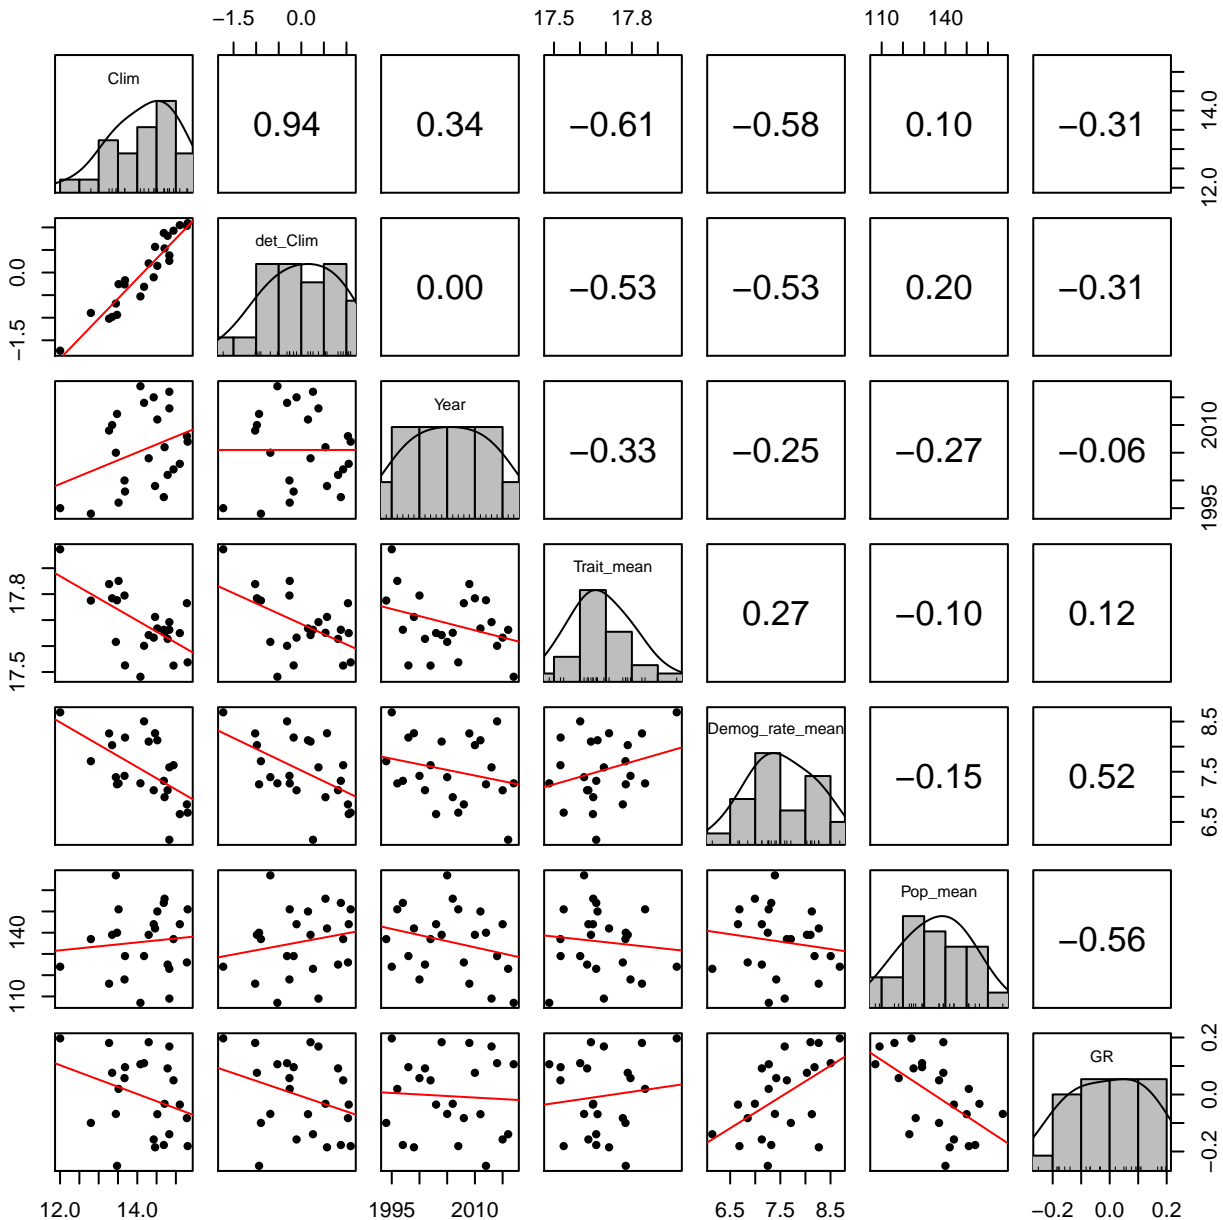 −1.5 0.0 17.5 17.8 110 140
Clim 0.94 0.34 −0.61 −0.58 0.10 −0.31 12.0 14.0
−1.5 0.0 det_Clim 0.00 −0.53 −0.53 0.20 −0.31
Year −0.33 −0.25 −0.27 −0.06 1995 2010
17.5 17.8 Trait_mean 0.27 −0.10 0.12
Demog_rate_mean −0.15 0.52 6.5 7.5 8.5
110 140 Pop_mean −0.56
GR −0.2 0.0 0.2
12.0 14.0 1995 2010 6.5 7.5 8.5 −0.2 0.0 0.2